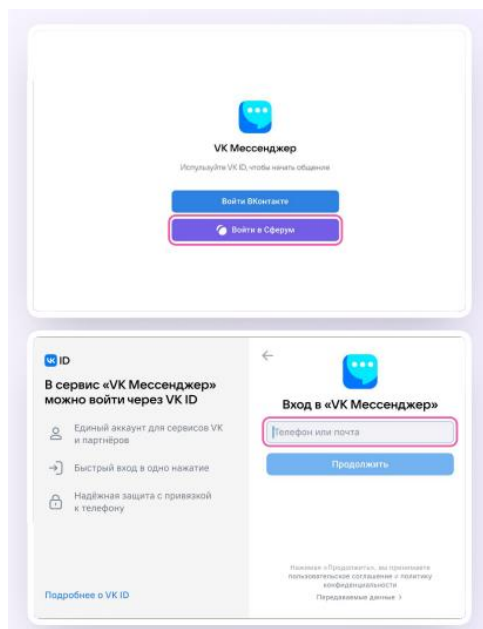 VK Мессенджер
Используйте VK ID, чтобы начать общение
Войти ВКонтакте
Войти в Сферум
VK ID
В сервис «VK Мессенджер»
можно войти через VK ID
Единый аккаунт для сервисов VK
и партнёров
Быстрый вход в одно нажатие
Надёжная защита с привязкой
к телефону
Подробнее о VK ID
Вход в «VK Мессенджер»
Телефон или почта
Продолжить
Нажимая «Продолжить», вы принимаете
пользовательское соглашение и политику
конфиденциальности
Передаваемые данные >